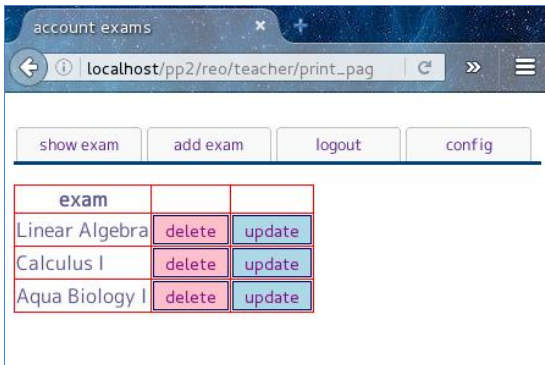 account exams
localhost/pp2/reo/teacher/print_pag
show exam add exam logout config
exam
Linear Algebra delete update
Calculus I delete update
Aqua Biology I delete update